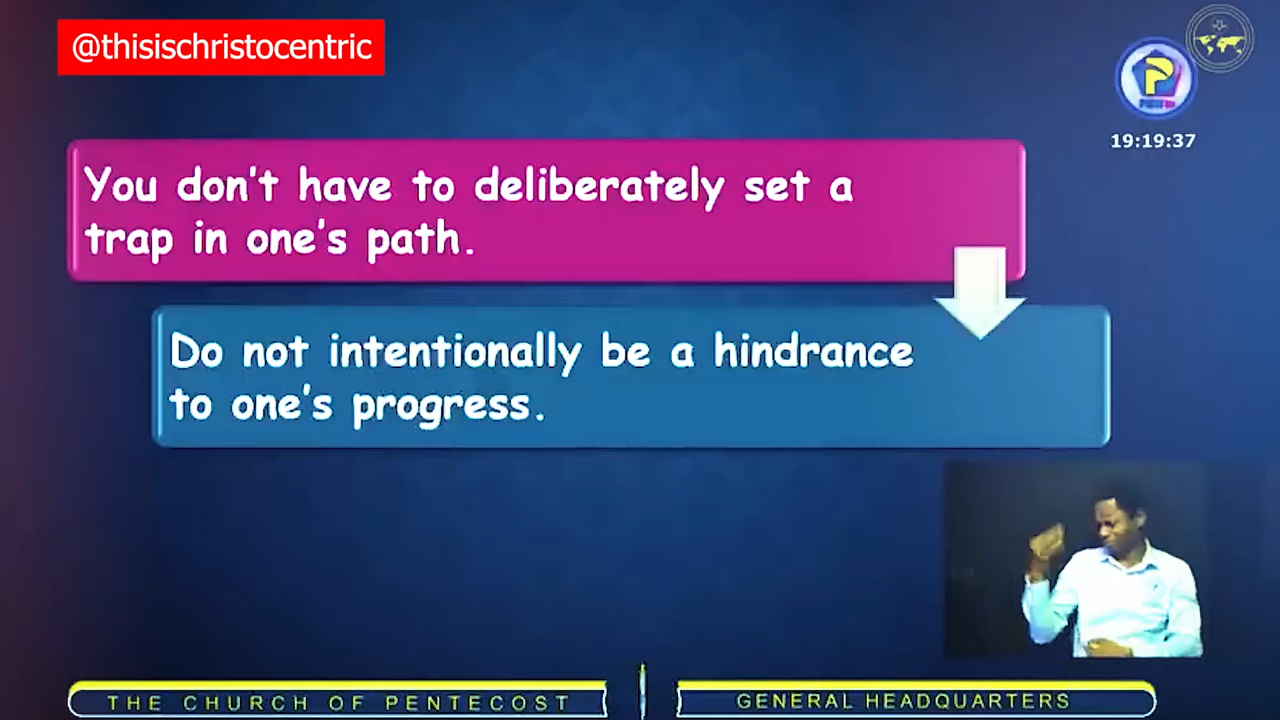 @thisischristocentric
19:19:37
You don't have to deliberately set a
trap in one's path.
Do not intentionally be a hindrance
to one's progress.
THE CHURCH OF PENTECOST
GENERAL HEADQUARTERS